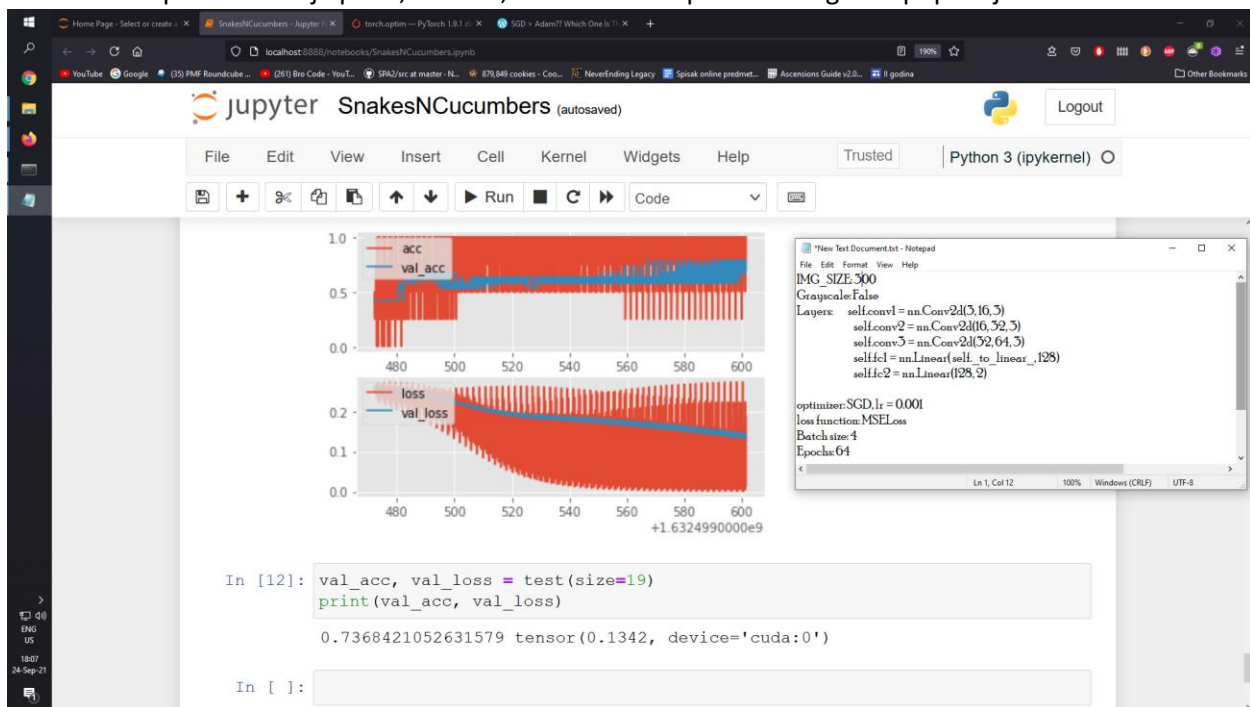 Home Page - Select or create a
SnakesNCucumbers - Jupyter
torch.optim — PyTorch 1.9.1
SGD > Adam?? Which One Is Th
localhost:8888/notebooks/SnakesNCucumbers.ipynb
190%
YouTube
Google
(35) PMF Roundcube ...
(261) Bro Code - YouT...
SPA2/src at master · N...
879,849 cookies - Coo...
NeverEnding Legacy
Spisak online predmet...
Ascensions Guide v2.0...
II godina
Other Bookmarks
jupyter SnakesNCucumbers (autosaved)
Logout
File Edit View Insert Cell Kernel Widgets Help
Trusted
Python 3 (ipykernel)
Run
Code
1.0
0.5
0.0
acc
val_acc
480 500 520 540 560 580 600
0.2
0.1
0.0
loss
val_loss
480 500 520 540 560 580 600
+1.6324990000e9
*New Text Document.txt - Notepad
File Edit Format View Help
IMG_SIZE: 300
Grayscale: False
Layers: self.conv1 = nn.Conv2d(3, 16, 3)
self.conv2 = nn.Conv2d(16, 32, 3)
self.conv3 = nn.Conv2d(32, 64, 3)
self.fc1 = nn.Linear(self._to_linear_, 128)
self.fc2 = nn.Linear(128, 2)
optimizer: SGD, lr = 0.001
loss function: MSELoss
Batch size: 4
Epochs: 64
Ln 1, Col 12 100% Windows (CRLF) UTF-8
In [12]: val_acc, val_loss = test(size=19)
print(val_acc, val_loss)
0.7368421052631579 tensor(0.1342, device='cuda:0')
In [ ]:
ENG
US
18:07
24-Sep-21